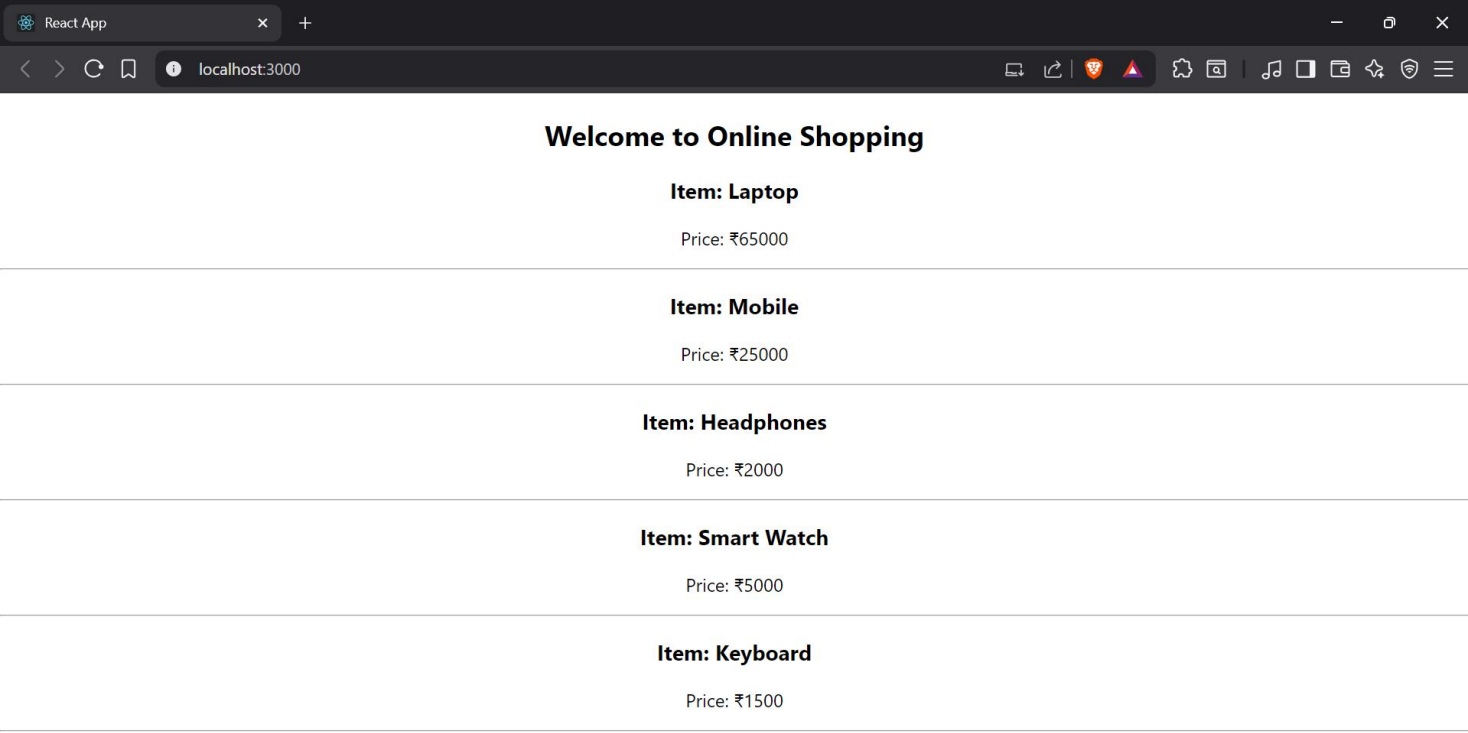 React App
localhost:3000
Welcome to Online Shopping
Item: Laptop
Price: ₹65000
Item: Mobile
Price: ₹25000
Item: Headphones
Price: ₹2000
Item: Smart Watch
Price: ₹5000
Item: Keyboard
Price: ₹1500